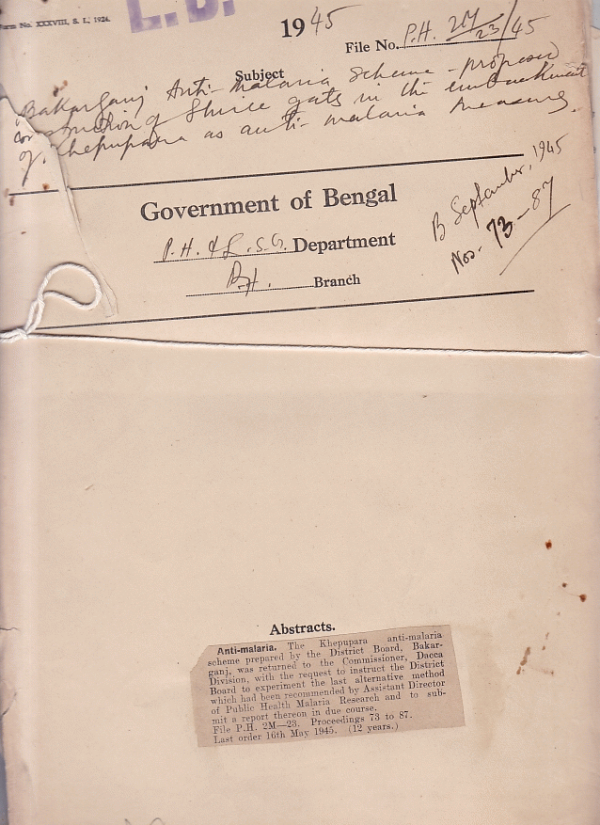 L.D.
Form No. XXXVIII, S. I., 1926.
1945
File No. P.H. 2M/23/45
Subject
Bakarganj Anti-malaria scheme - proposed
construction of Sluice gats in the embankment
of Khepupara as anti-malaria measure.
Government of Bengal
P.H. & L.S.G. Department
P.H. Branch
B September, 1945
Nos. 73-87
Abstracts.
Anti-malaria. The Khepupara anti-malaria
scheme prepared by the District Board, Bakar-
ganj, was returned to the Commissioner, Dacca
Division, with the request to instruct the District
Board to experiment the last alternative method
which had been recommended by Assistant Director
of Public Health Malaria Research and to sub-
mit a report thereon in due course.
File P.H. 2M—23. Proceedings 73 to 87.
Last order 16th May 1945. (12 years.)